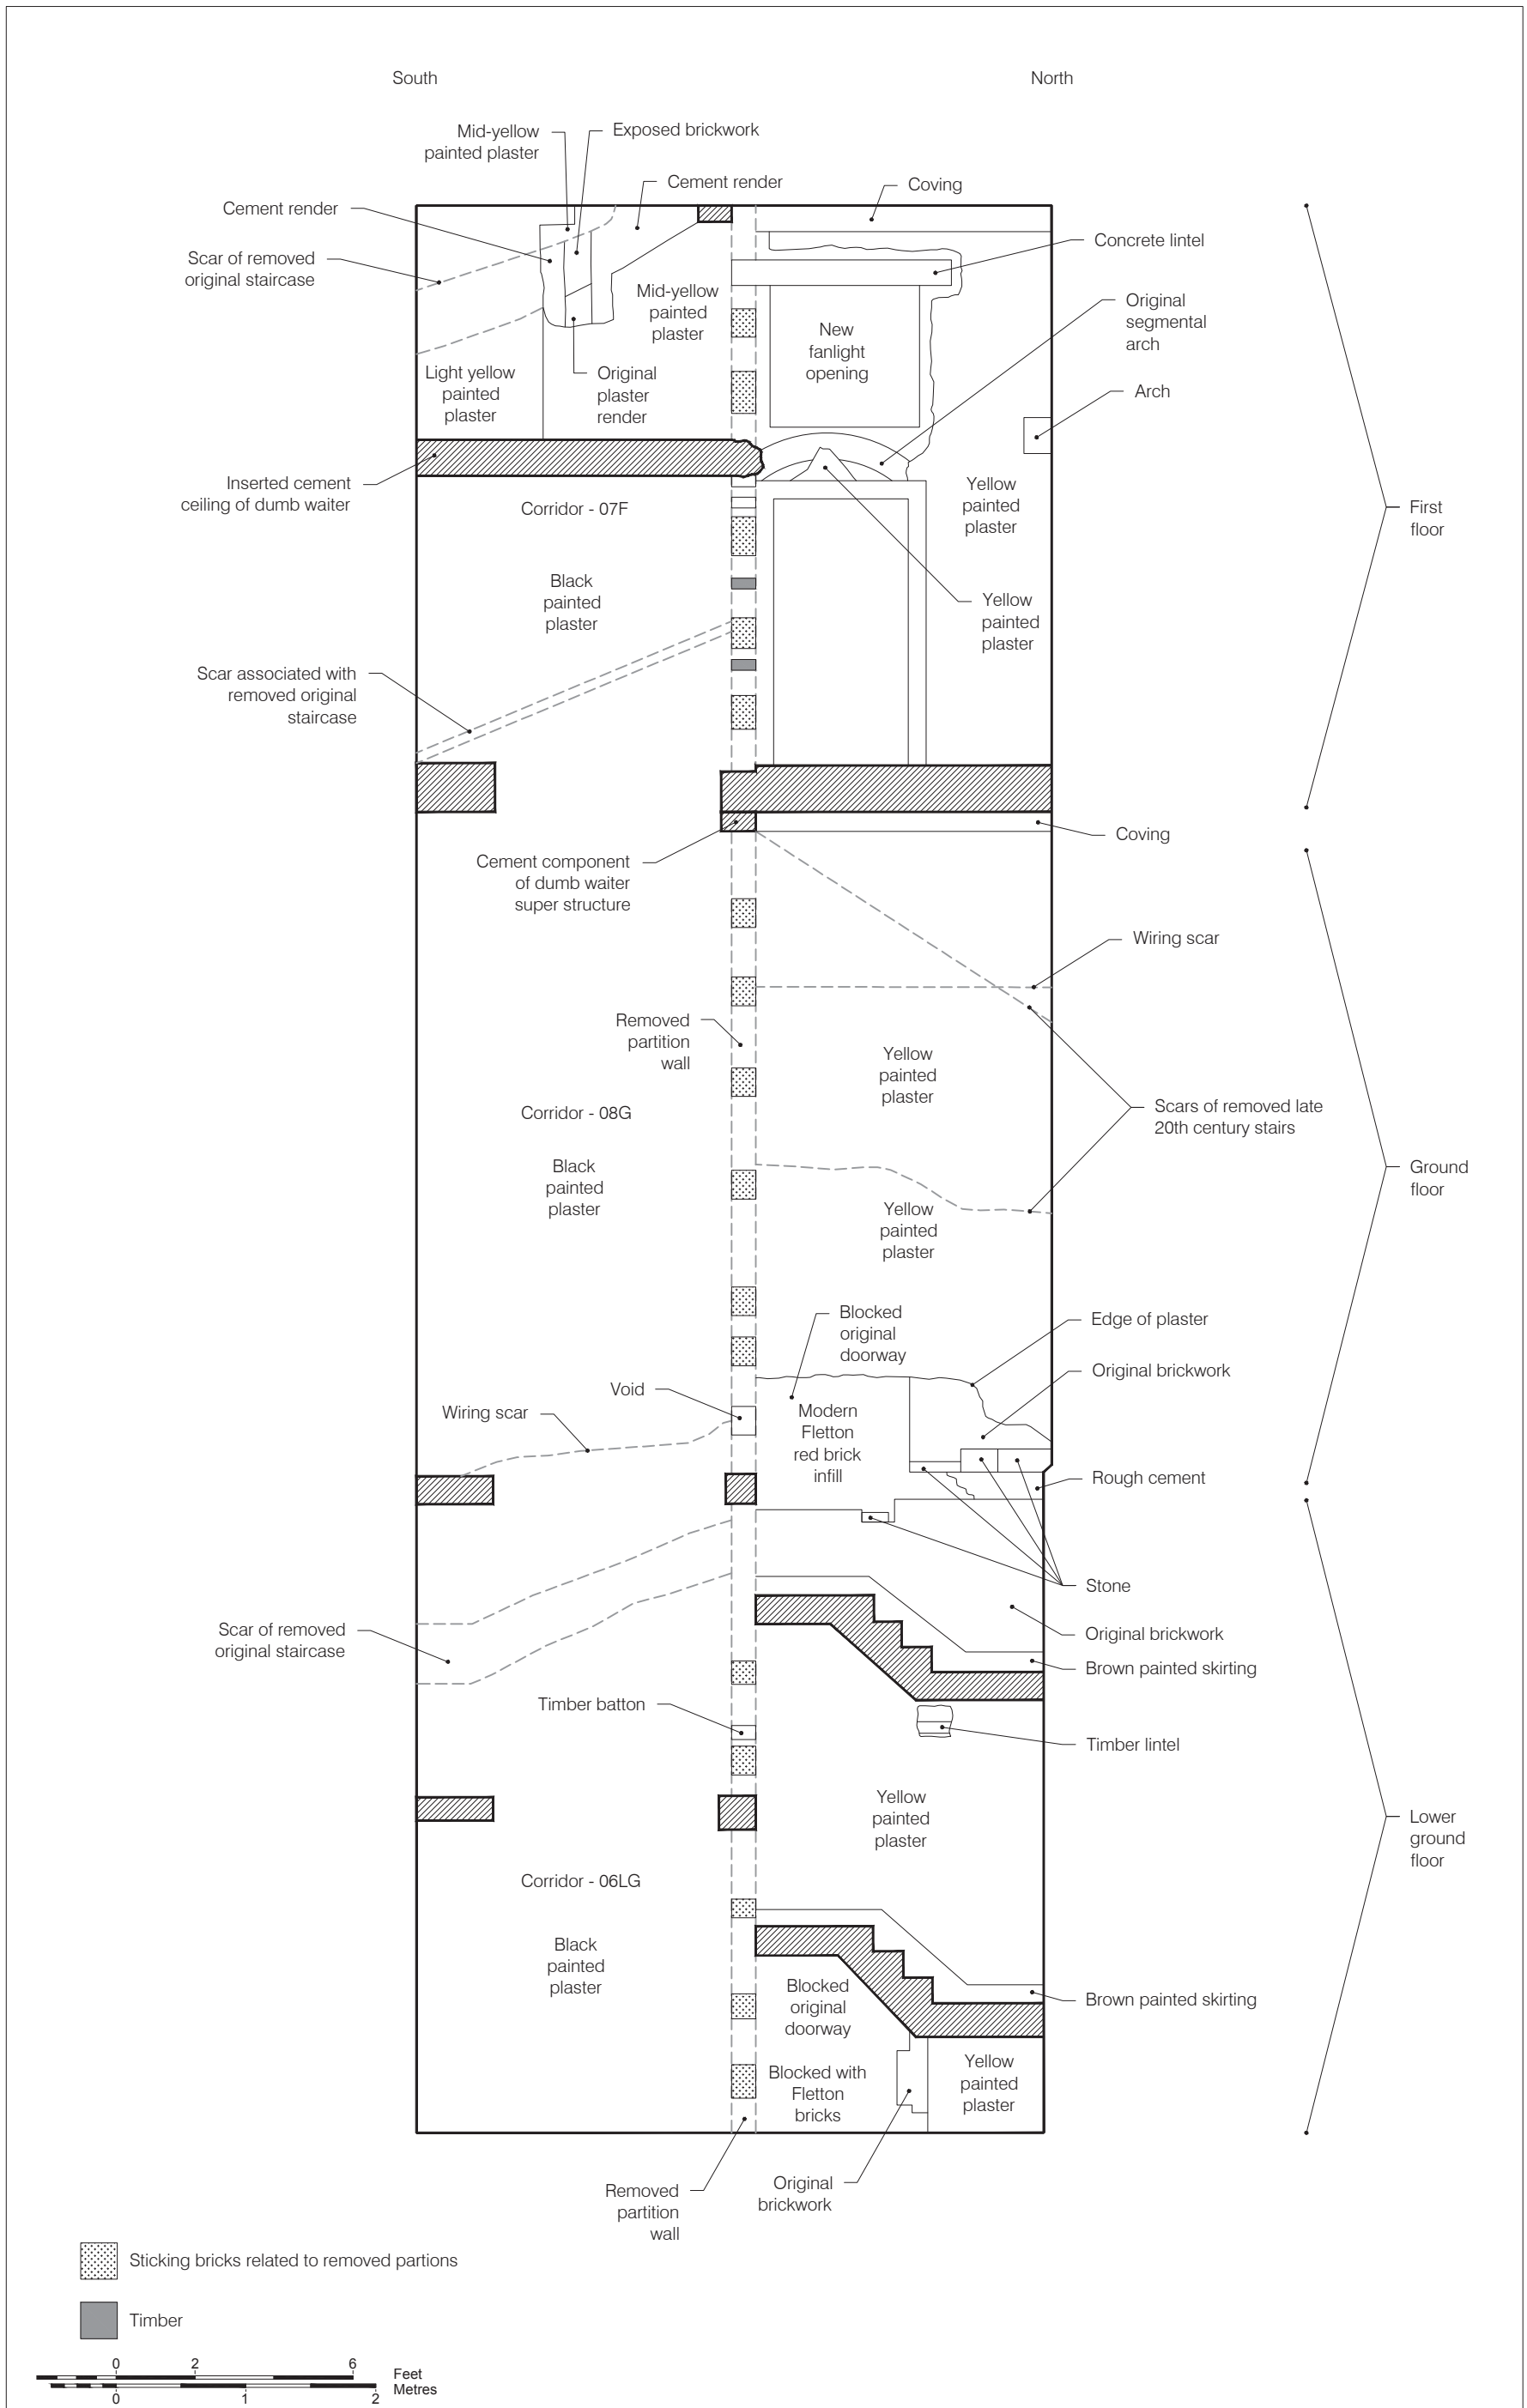 South
North
Mid-yellow
painted plaster
Exposed brickwork
Cement render
Coving
Cement render
Scar of removed
original staircase
Concrete lintel
Mid-yellow
painted
plaster
New
fanlight
opening
Original
segmental
arch
Light yellow
painted
plaster
Original
plaster
render
Arch
Inserted cement
ceiling of dumb waiter
Corridor - 07F
Yellow
painted
plaster
First
floor
Black
painted
plaster
Yellow
painted
plaster
Scar associated with
removed original
staircase
Coving
Cement component
of dumb waiter
super structure
Wiring scar
Removed
partition
wall
Yellow
painted
plaster
Corridor - 08G
Scars of removed late
20th century stairs
Black
painted
plaster
Ground
floor
Yellow
painted
plaster
Blocked
original
doorway
Edge of plaster
Original brickwork
Void
Wiring scar
Modern
Fletton
red brick
infill
Rough cement
Stone
Scar of removed
original staircase
Original brickwork
Brown painted skirting
Timber batton
Timber lintel
Yellow
painted
plaster
Lower
ground
floor
Corridor - 06LG
Black
painted
plaster
Blocked
original
doorway
Brown painted skirting
Blocked with
Fletton
bricks
Yellow
painted
plaster
Removed
partition
wall
Original
brickwork
Sticking bricks related to removed partions
Timber
0 2 6
Feet
Metres
0 1 2